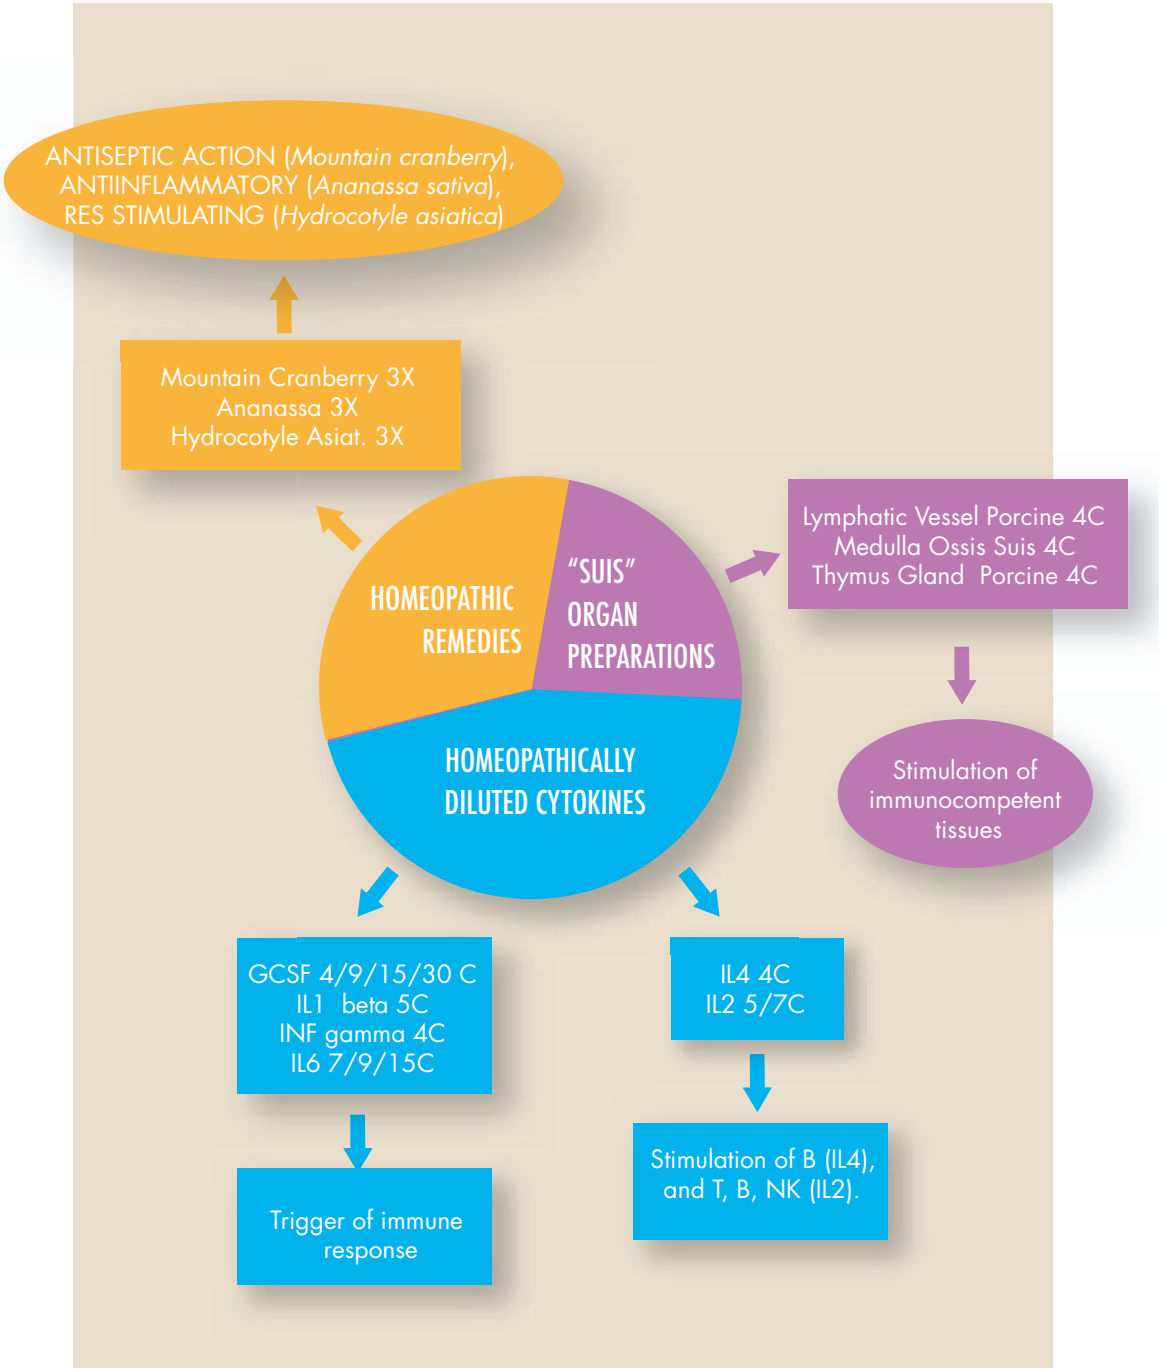 ANTISEPTIC ACTION (Mountain cranberry),
ANTIINFLAMMATORY (Ananassa sativa),
RES STIMULATING (Hydrocotyle asiatica)
Mountain Cranberry 3X
Ananassa 3X
Hydrocotyle Asiat. 3X
HOMEOPATHIC
REMEDIES
“SUIS”
ORGAN
PREPARATIONS
Lymphatic Vessel Porcine 4C
Medulla Ossis Suis 4C
Thymus Gland Porcine 4C
Stimulation of
immunocompetent
tissues
HOMEOPATHICALLY
DILUTED CYTOKINES
GCSF 4/9/15/30 C
IL1 beta 5C
INF gamma 4C
IL6 7/9/15C
Trigger of immune
response
IL4 4C
IL2 5/7C
Stimulation of B (IL4),
and T, B, NK (IL2).